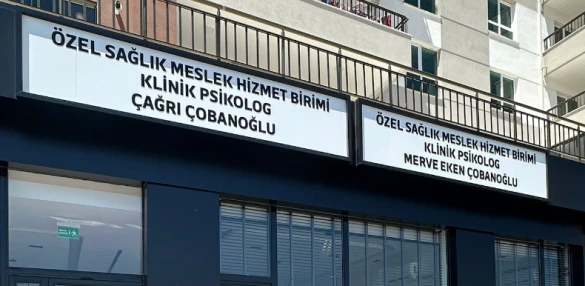 ÖZEL SAĞLIK MESLEK HİZMET BİRİMİ
KLİNİK PSİKOLOG
ÇAĞRI ÇOBANOĞLU
ÖZEL SAĞLIK MESLEK HİZMET BİRİMİ
KLİNİK PSİKOLOG
MERVE EKEN ÇOBANOĞLU